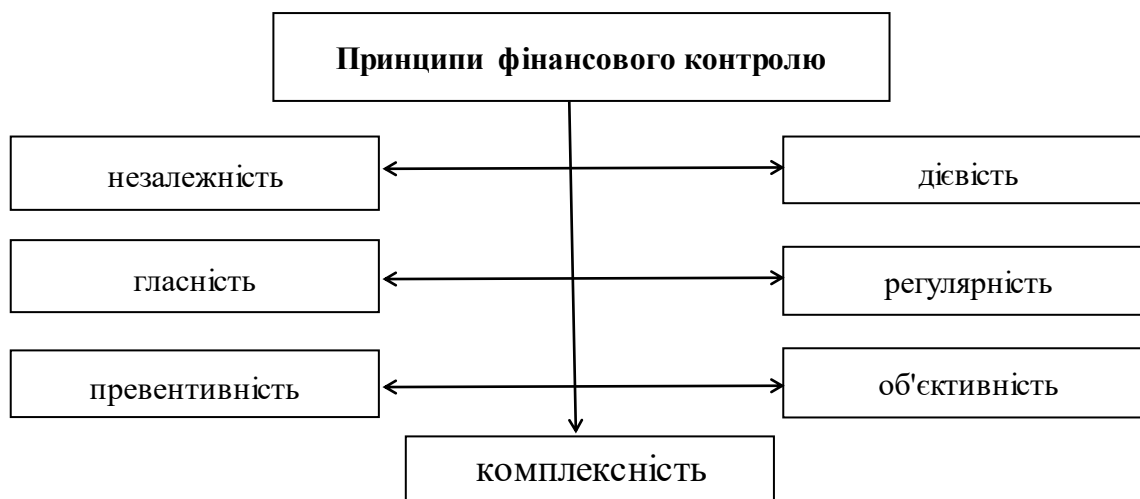 Принципи фінансового контролю
незалежність
дієвість
гласність
регулярність
превентивність
об'єктивність
комплексність